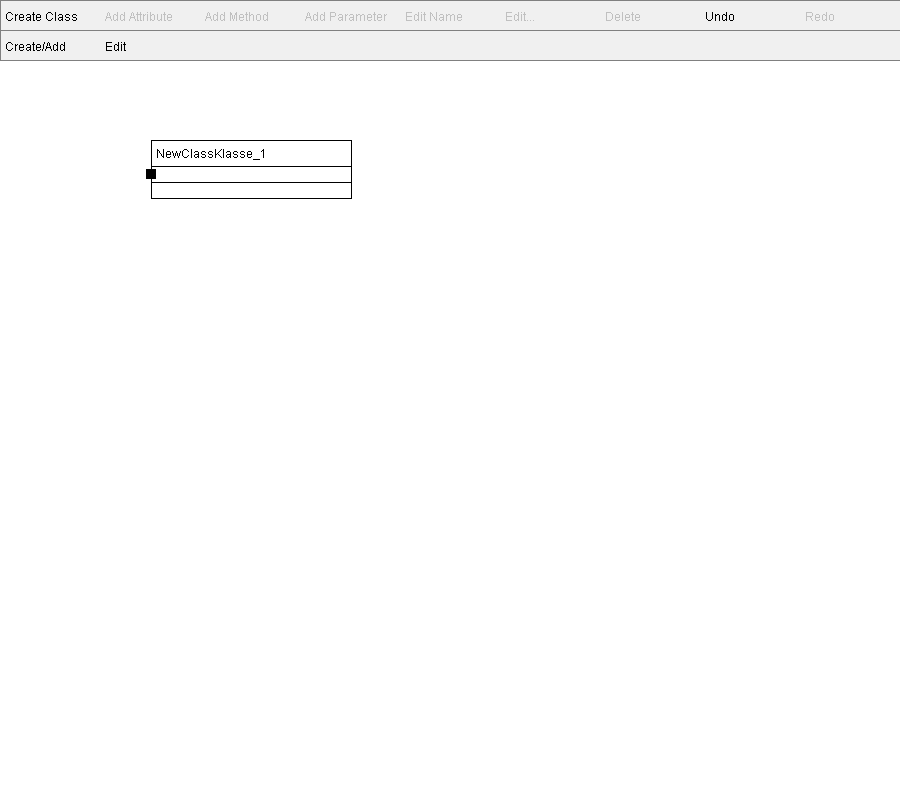 Create Class Add Attribute Add Method Add Parameter Edit Name Edit... Delete Undo Redo
Create/Add Edit
NewClassKlasse_1